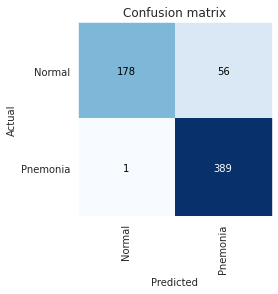 Confusion matrix
Actual
Normal
178
56
Pnemonia
1
389
Normal
Pnemonia
Predicted